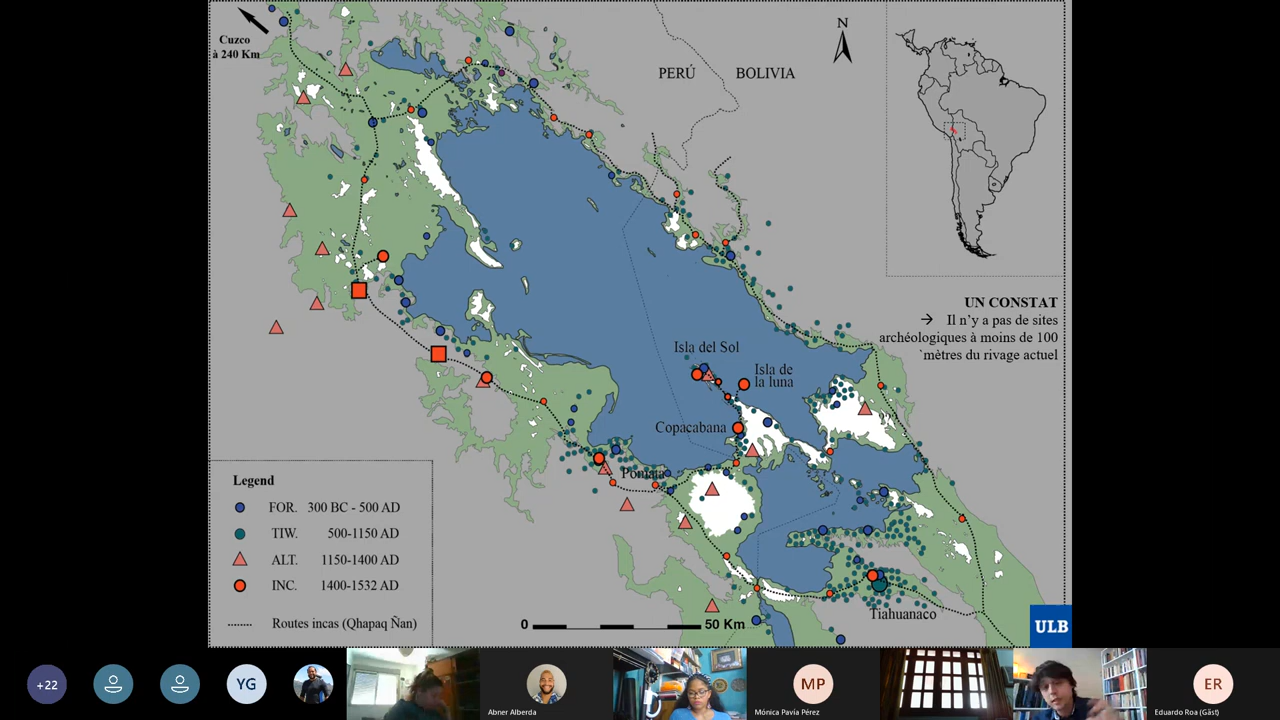 Cuzco
à 240 Km
N
PERÚ
BOLIVIA
UN CONSTAT
→ Il n’y a pas de sites
archéologiques à moins de 100
`mètres du rivage actuel
Isla del Sol
Isla de
la luna
Copacabana
Pomata
Tiahuanaco
Legend
FOR. 300 BC - 500 AD
TIW. 500-1150 AD
ALT. 1150-1400 AD
INC. 1400-1532 AD
Routes incas (Qhapaq Ñan)
0
50 Km
ULB
+22
YG
Abner Alberda
MP
Mónica Pavía Pérez
ER
Eduardo Roa (Gäst)